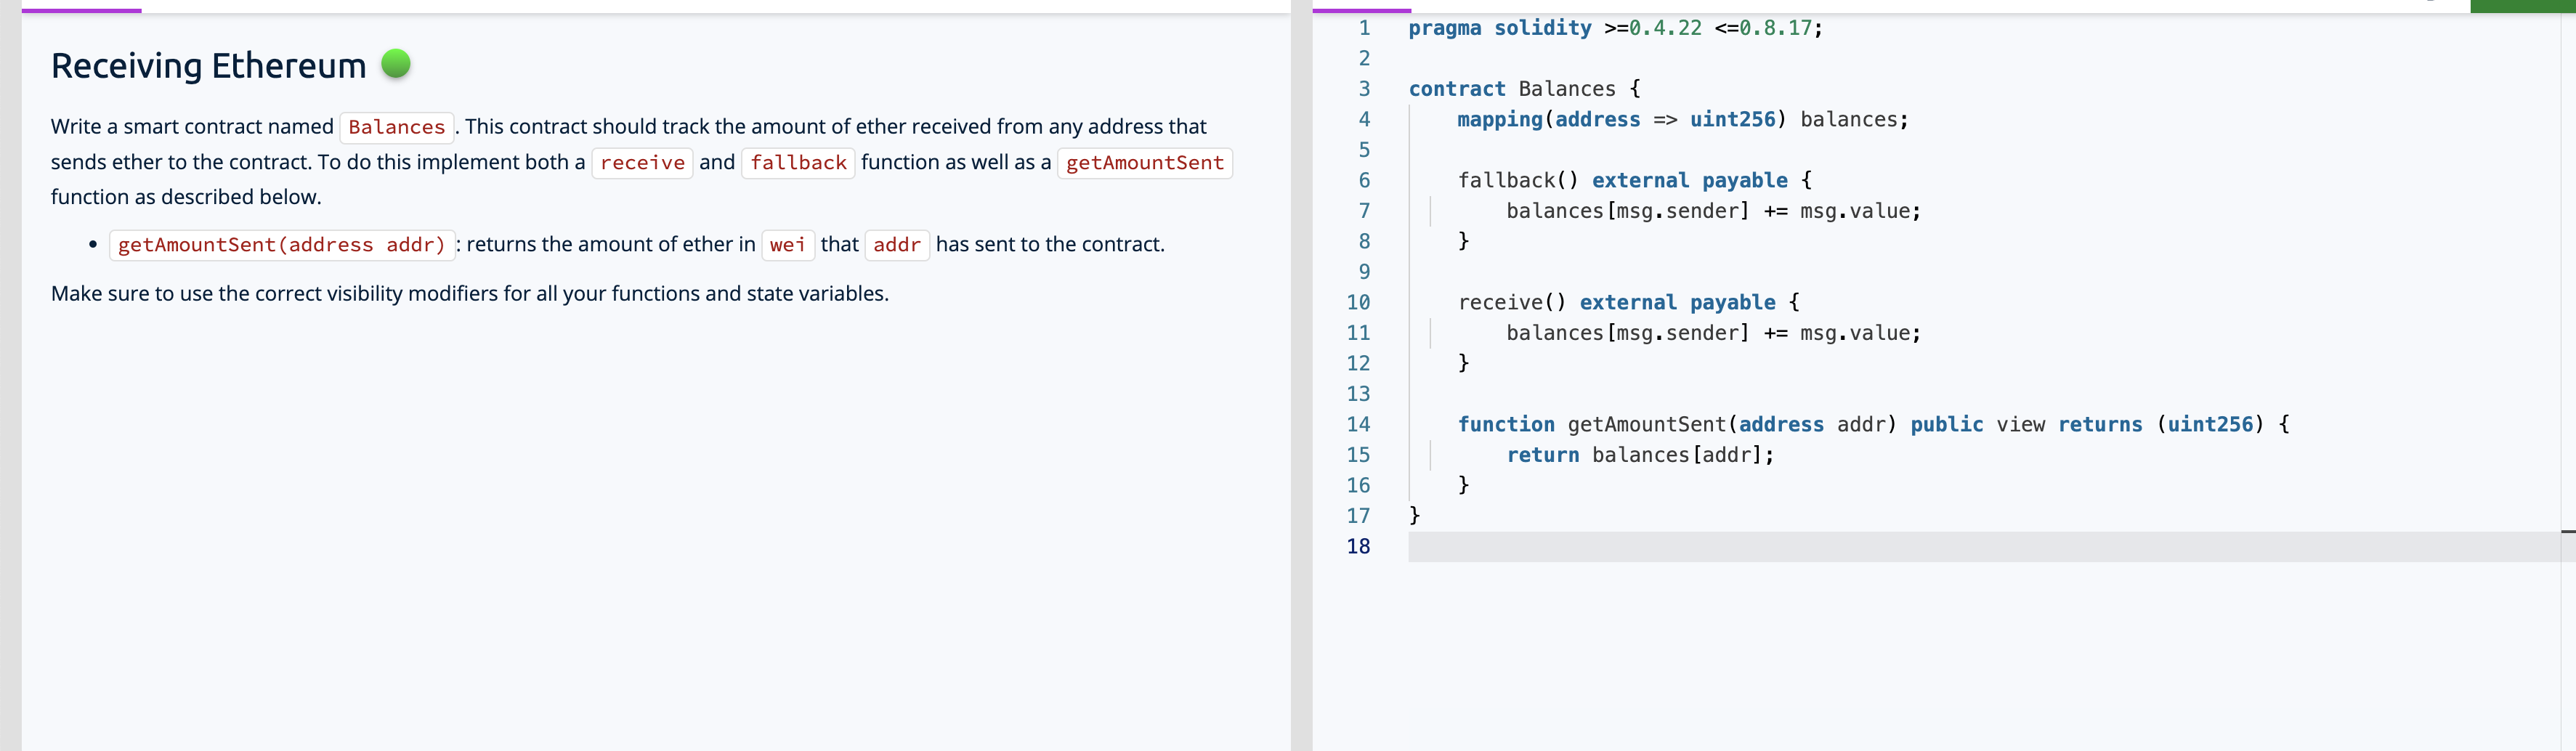 Receiving Ethereum
Write a smart contract named Balances. This contract should track the amount of ether received from any address that
sends ether to the contract. To do this implement both a receive and fallback function as well as a getAmountSent
function as described below.
• getAmountSent(address addr): returns the amount of ether in wei that addr has sent to the contract.
Make sure to use the correct visibility modifiers for all your functions and state variables.
1 pragma solidity >=0.4.22 <=0.8.17;
2
3 contract Balances {
4     mapping(address => uint256) balances;
5
6     fallback() external payable {
7         balances[msg.sender] += msg.value;
8     }
9
10     receive() external payable {
11         balances[msg.sender] += msg.value;
12     }
13
14     function getAmountSent(address addr) public view returns (uint256) {
15         return balances[addr];
16     }
17 }
18